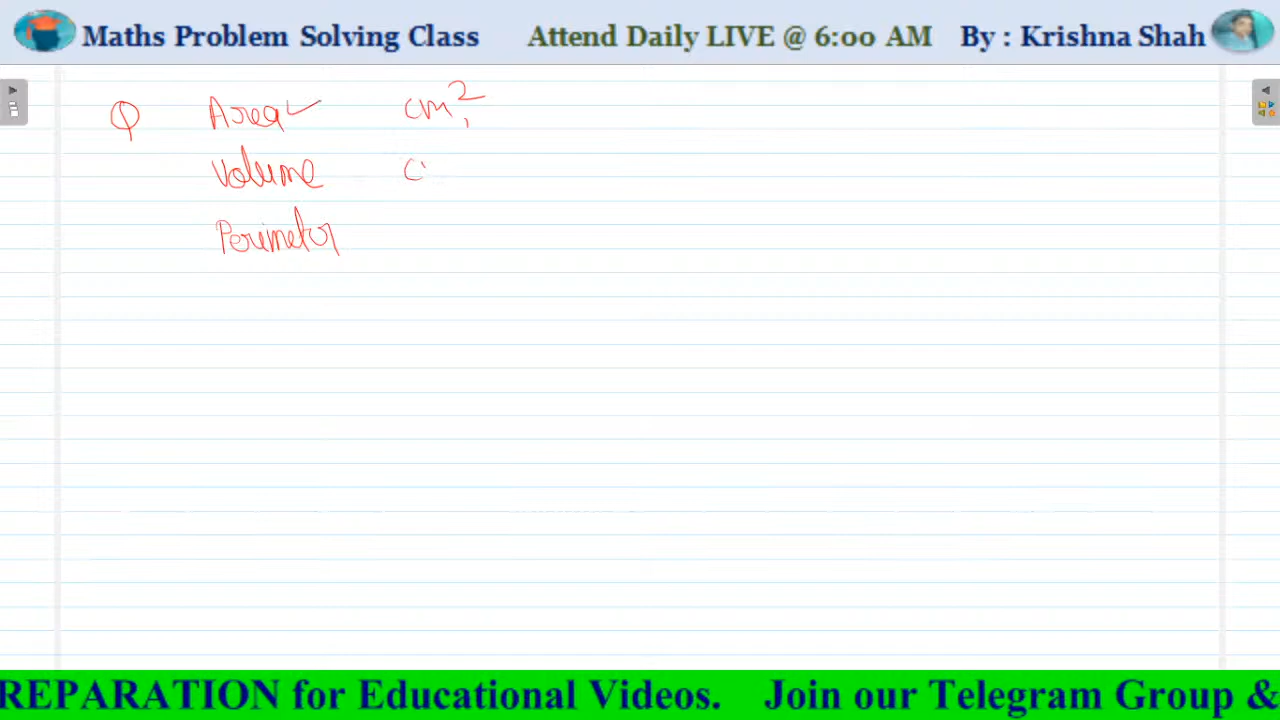 Maths Problem Solving Class Attend Daily LIVE @ 6:00 AM By : Krishna Shah
Q Area cm²
Volume c
Perimeter
REPARATION for Educational Videos. Join our Telegram Group &